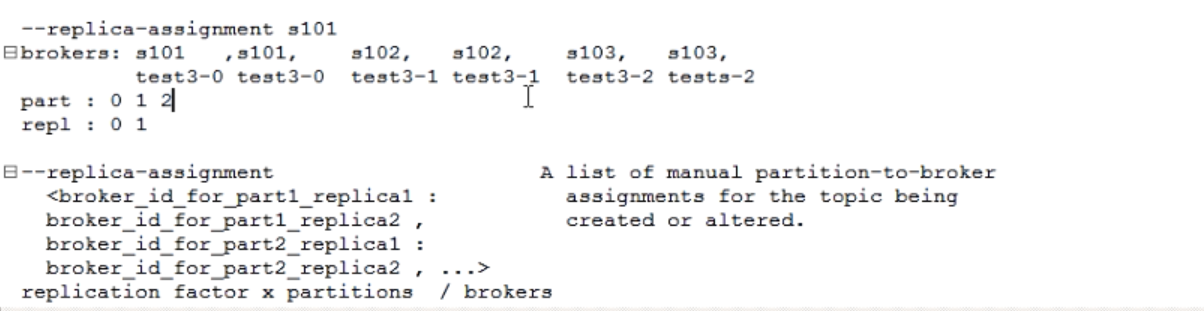 --replica-assignment s101
brokers: s101 ,s101, s102, s102, s103, s103,
test3-0 test3-0 test3-1 test3-1 test3-2 tests-2
part : 0 1 2
repl : 0 1
--replica-assignment A list of manual partition-to-broker
<broker_id_for_part1_replica1 : assignments for the topic being
broker_id_for_part1_replica2 , created or altered.
broker_id_for_part2_replica1 :
broker_id_for_part2_replica2 , ...>
replication factor x partitions / brokers